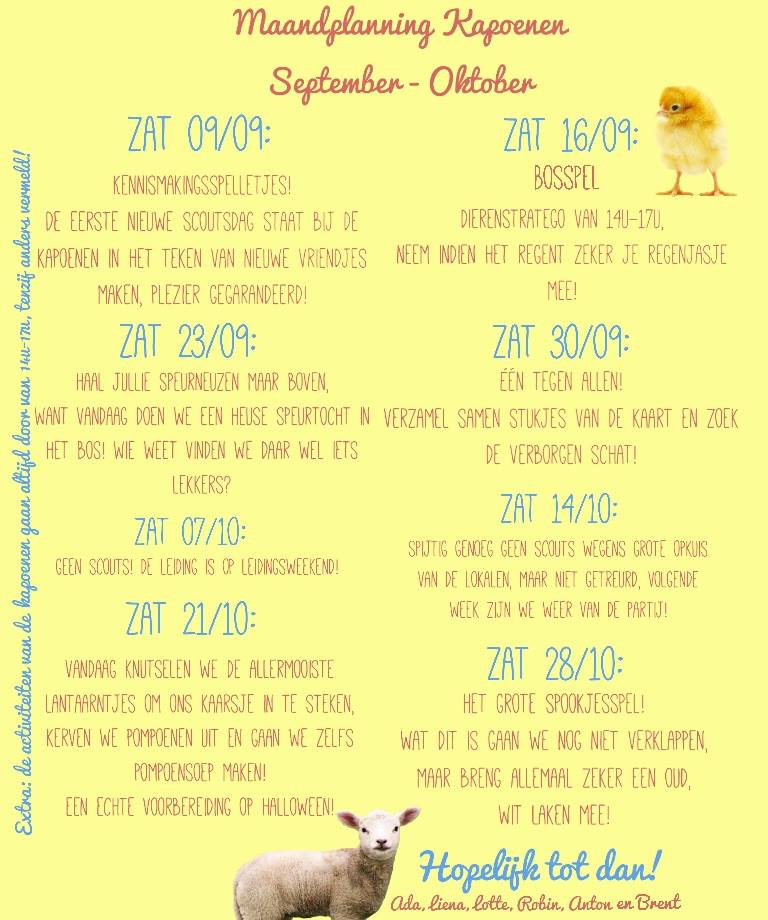 Maandplanning Kapoenen
September - Oktober
ZAT 09/09:
KENNISMAKINGSSPELLETJES!
DE EERSTE NIEUWE SCOUTSDAG STAAT BIJ DE
KAPOENEN IN HET TEKEN VAN NIEUWE VRIENDJES
MAKEN, PLEZIER GEGARANDEERD!
ZAT 16/09:
BOSSPEL
DIERENSTRATEGO VAN 14U-17U,
NEEM INDIEN HET REGENT ZEKER JE REGENJASJE
MEE!
ZAT 23/09:
HAAL JULLIE SPEURNEUZEN MAAR BOVEN,
WANT VANDAAG DOEN WE EEN HEUSE SPEURTOCHT IN
HET BOS! WIE WEET VINDEN WE DAAR WEL IETS
LEKKERS?
ZAT 30/09:
ÉÉN TEGEN ALLEN!
VERZAMEL SAMEN STUKJES VAN DE KAART EN ZOEK
DE VERBORGEN SCHAT!
ZAT 07/10:
GEEN SCOUTS! DE LEIDING IS OP LEIDINGSWEEKEND!
ZAT 14/10:
SPIJTIG GENOEG GEEN SCOUTS WEGENS GROTE OPKUIS
VAN DE LOKALEN, MAAR NIET GETREURD, VOLGENDE
WEEK ZIJN WE WEER VAN DE PARTIJ!
ZAT 21/10:
VANDAAG KNUTSELEN WE DE ALLERMOOISTE
LANTAARNTJES OM ONS KAARSJE IN TE STEKEN,
KERVEN WE POMPOENEN UIT EN GAAN WE ZELFS
POMPOENSOEP MAKEN!
EEN ECHTE VOORBEREIDING OP HALLOWEEN!
ZAT 28/10:
HET GROTE SPOOKJESSPEL!
WAT DIT IS GAAN WE NOG NIET VERKLAPPEN,
MAAR BRENG ALLEMAAL ZEKER EEN OUD,
WIT LAKEN MEE!
Hopelijk tot dan!
Ada, Liena, Lotte, Robin, Anton en Brent
Extra: de activiteiten van de kapoenen gaan altijd door van 14u-17u, tenzij anders vermeld!